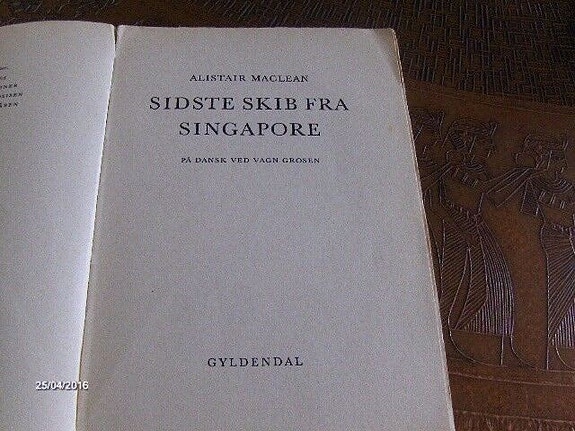 ALISTAIR MACLEAN
SIDSTE SKIB FRA
SINGAPORE
PÅ DANSK VED VAGN GROSEN
GYLDENDAL
25/04/2016